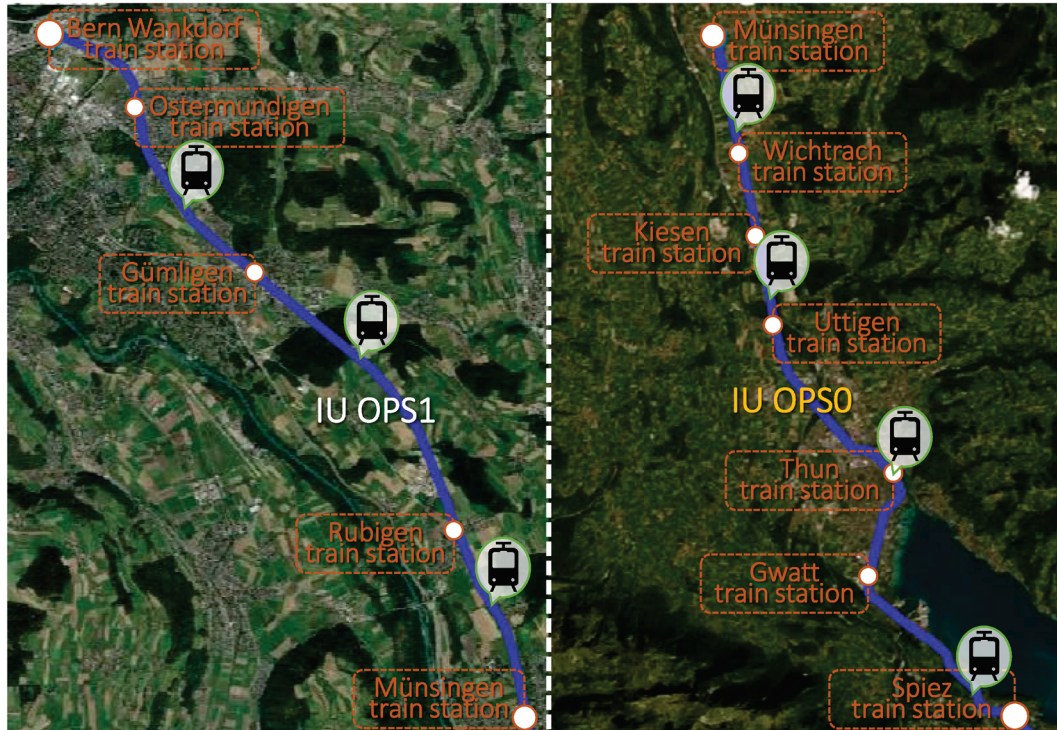 Bern Wankdorf
train station
Ostermundigen
train station
Gümligen
train station
IU OPS1
Rubigen
train station
Münsingen
train station
Münsingen
train station
Wichtrach
train station
Kiesen
train station
Uttigen
train station
IU OPS0
Thun
train station
Gwatt
train station
Spiez
train station